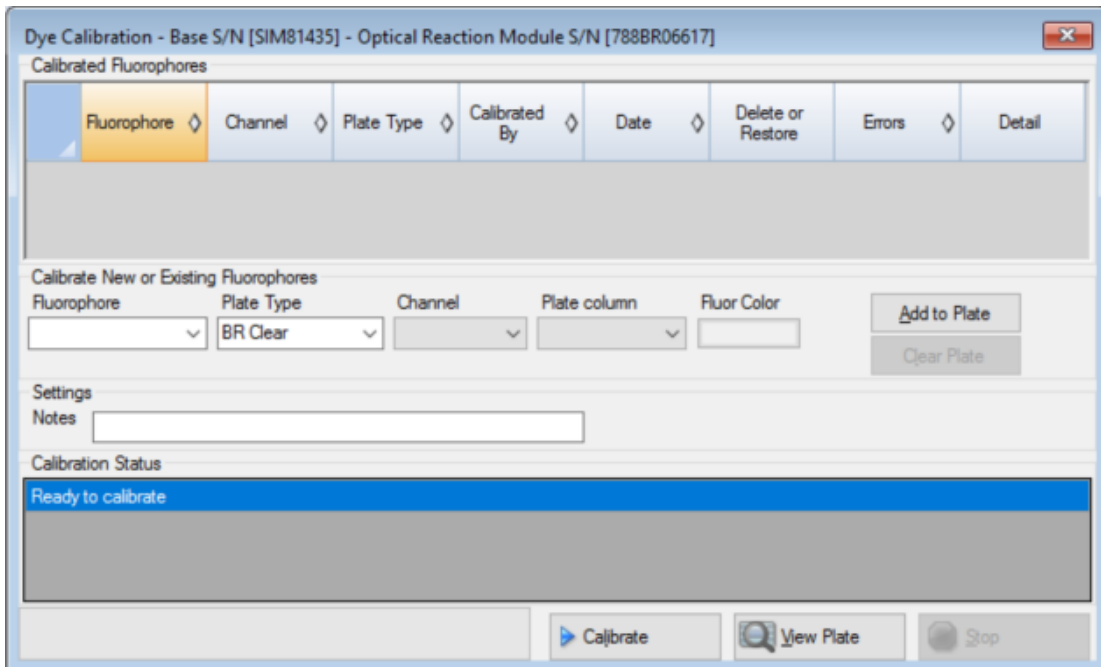 Dye Calibration - Base S/N [SIM81435] - Optical Reaction Module S/N [788BR06617]
Calibrated Fluorophores
Fluorophore Channel Plate Type Calibrated By Date Delete or Restore Errors Detail
Calibrate New or Existing Fluorophores
Fluorophore Plate Type Channel Plate column Fluor Color
BR Clear
Add to Plate
Clear Plate
Settings
Notes
Calibration Status
Ready to calibrate
Calibrate View Plate Stop